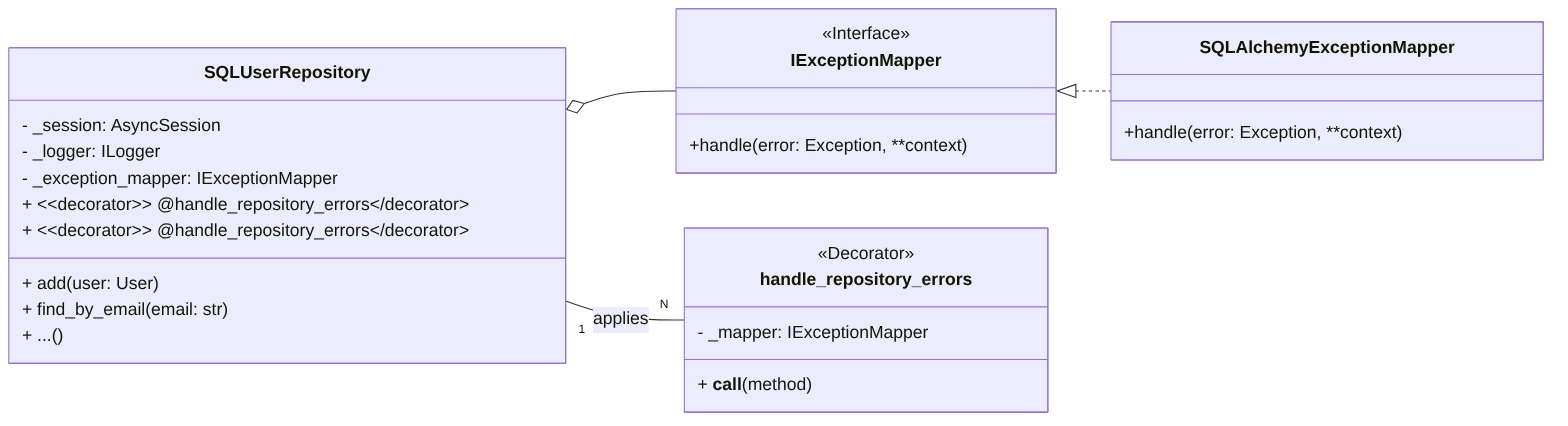 SQLUserRepository
- _session: AsyncSession
- _logger: ILogger
- _exception_mapper: IExceptionMapper
+ <<decorator>> @handle_repository_errors</decorator>
+ <<decorator>> @handle_repository_errors</decorator>
+ add(user: User)
+ find_by_email(email: str)
+ ...()
«Interface»
IExceptionMapper
+handle(error: Exception, **context)
SQLAlchemyExceptionMapper
+handle(error: Exception, **context)
1
applies
N
«Decorator»
handle_repository_errors
- _mapper: IExceptionMapper
+ call(method)